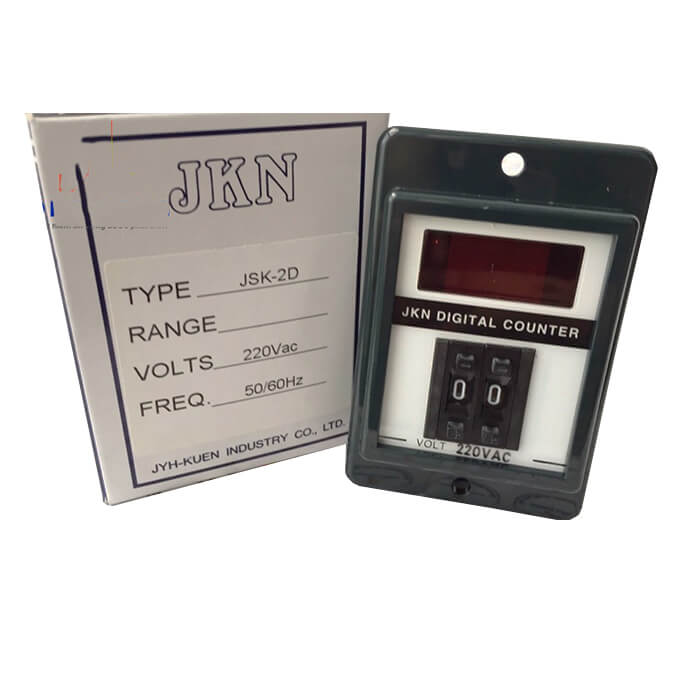 JKN
TYPE JSK-2D
RANGE
VOLTS 220Vac
FREQ. 50/60Hz
JYH-KUEN INDUSTRY CO., LTD.
JKN DIGITAL COUNTER
0 0
VOLT 220VAC